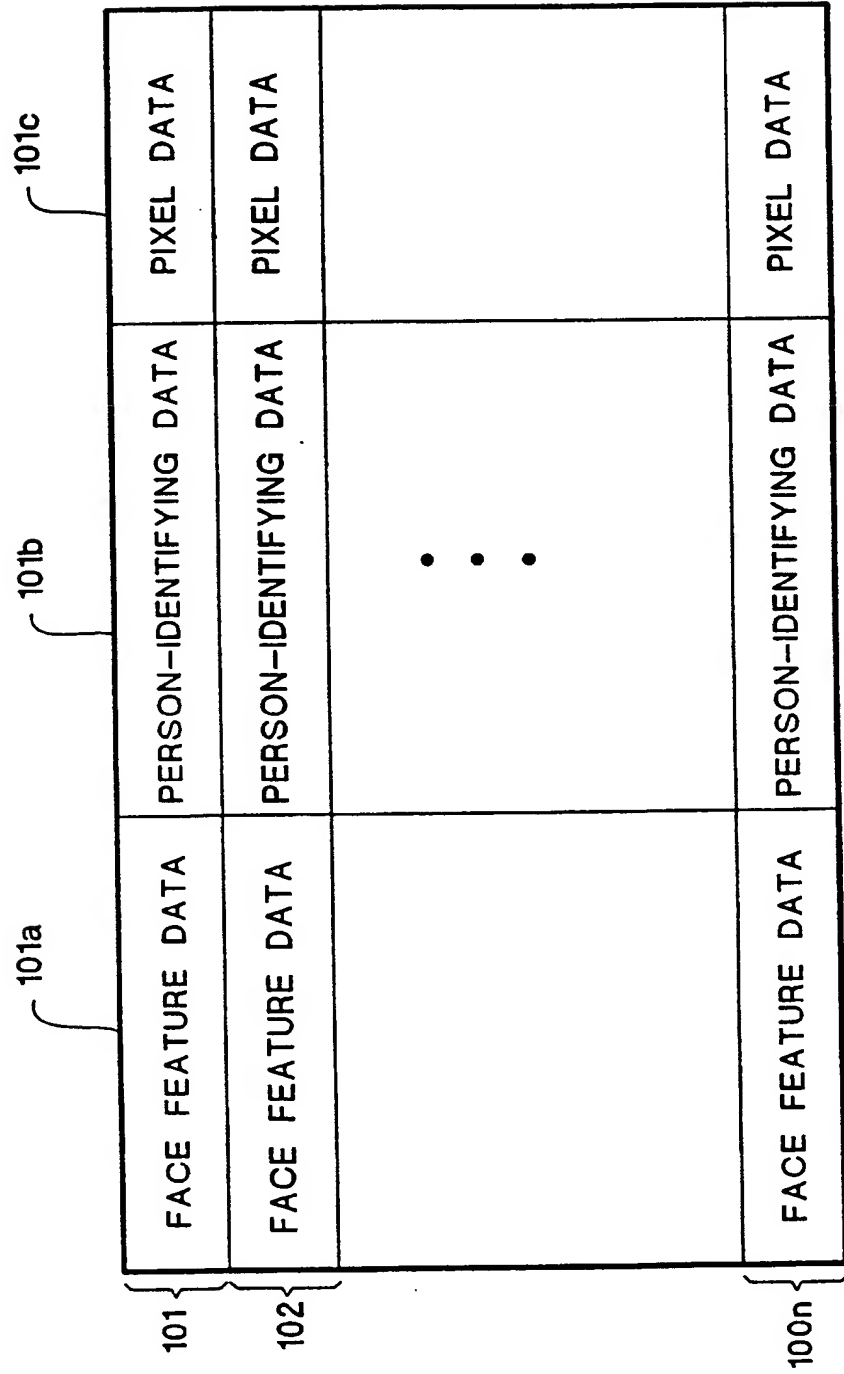 101a 101b 101c
101 FACE FEATURE DATA PERSON-IDENTIFYING DATA PIXEL DATA
102 FACE FEATURE DATA PERSON-IDENTIFYING DATA PIXEL DATA
100n FACE FEATURE DATA PERSON-IDENTIFYING DATA PIXEL DATA